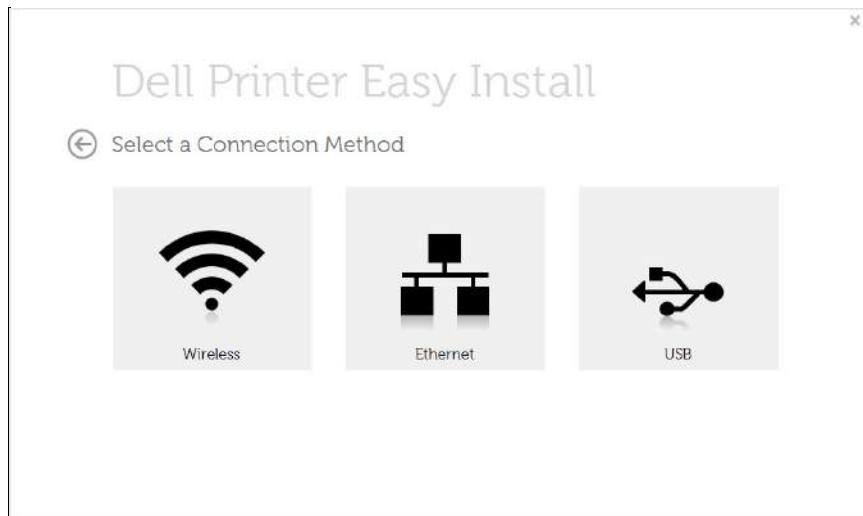 Dell Printer Easy Install
Select a Connection Method
Wireless
Ethernet
USB